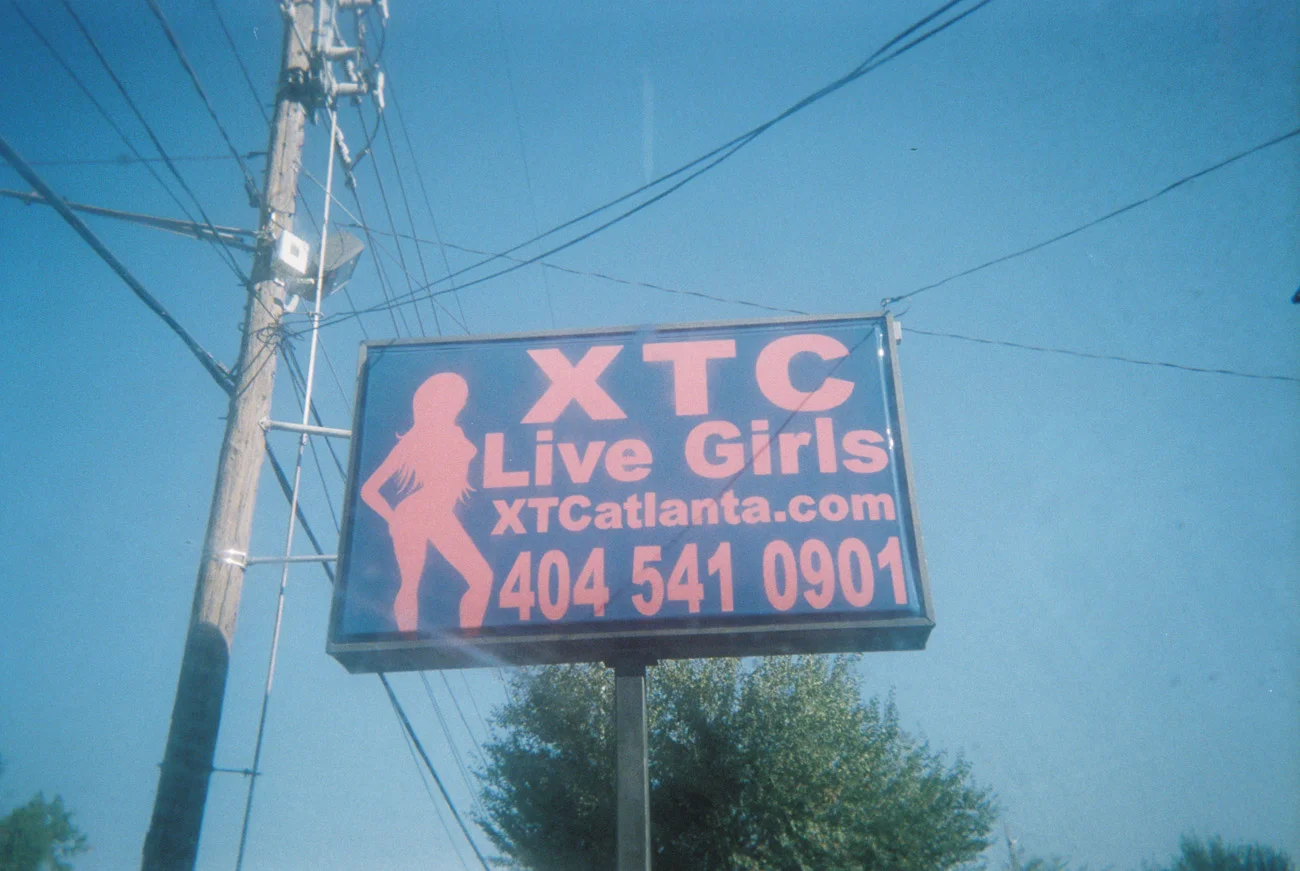 XTC
Live Girls
XTCatlanta.com
404 541 0901